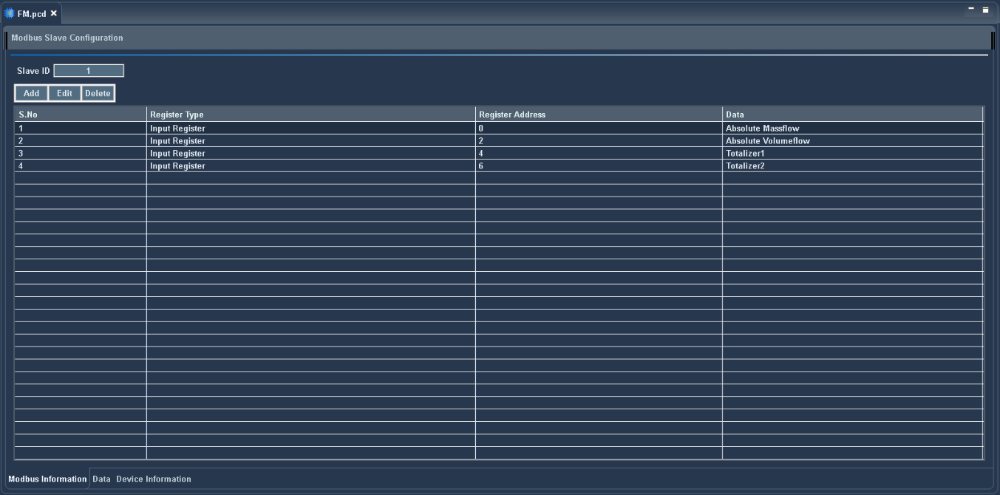 FM.pcd
Modbus Slave Configuration
Slave ID 1
Add Edit Delete
S.No Register Type Register Address Data
1 Input Register 0 Absolute Massflow
2 Input Register 2 Absolute Volumeflow
3 Input Register 4 Totalizer1
4 Input Register 6 Totalizer2
Modbus Information Data Device Information